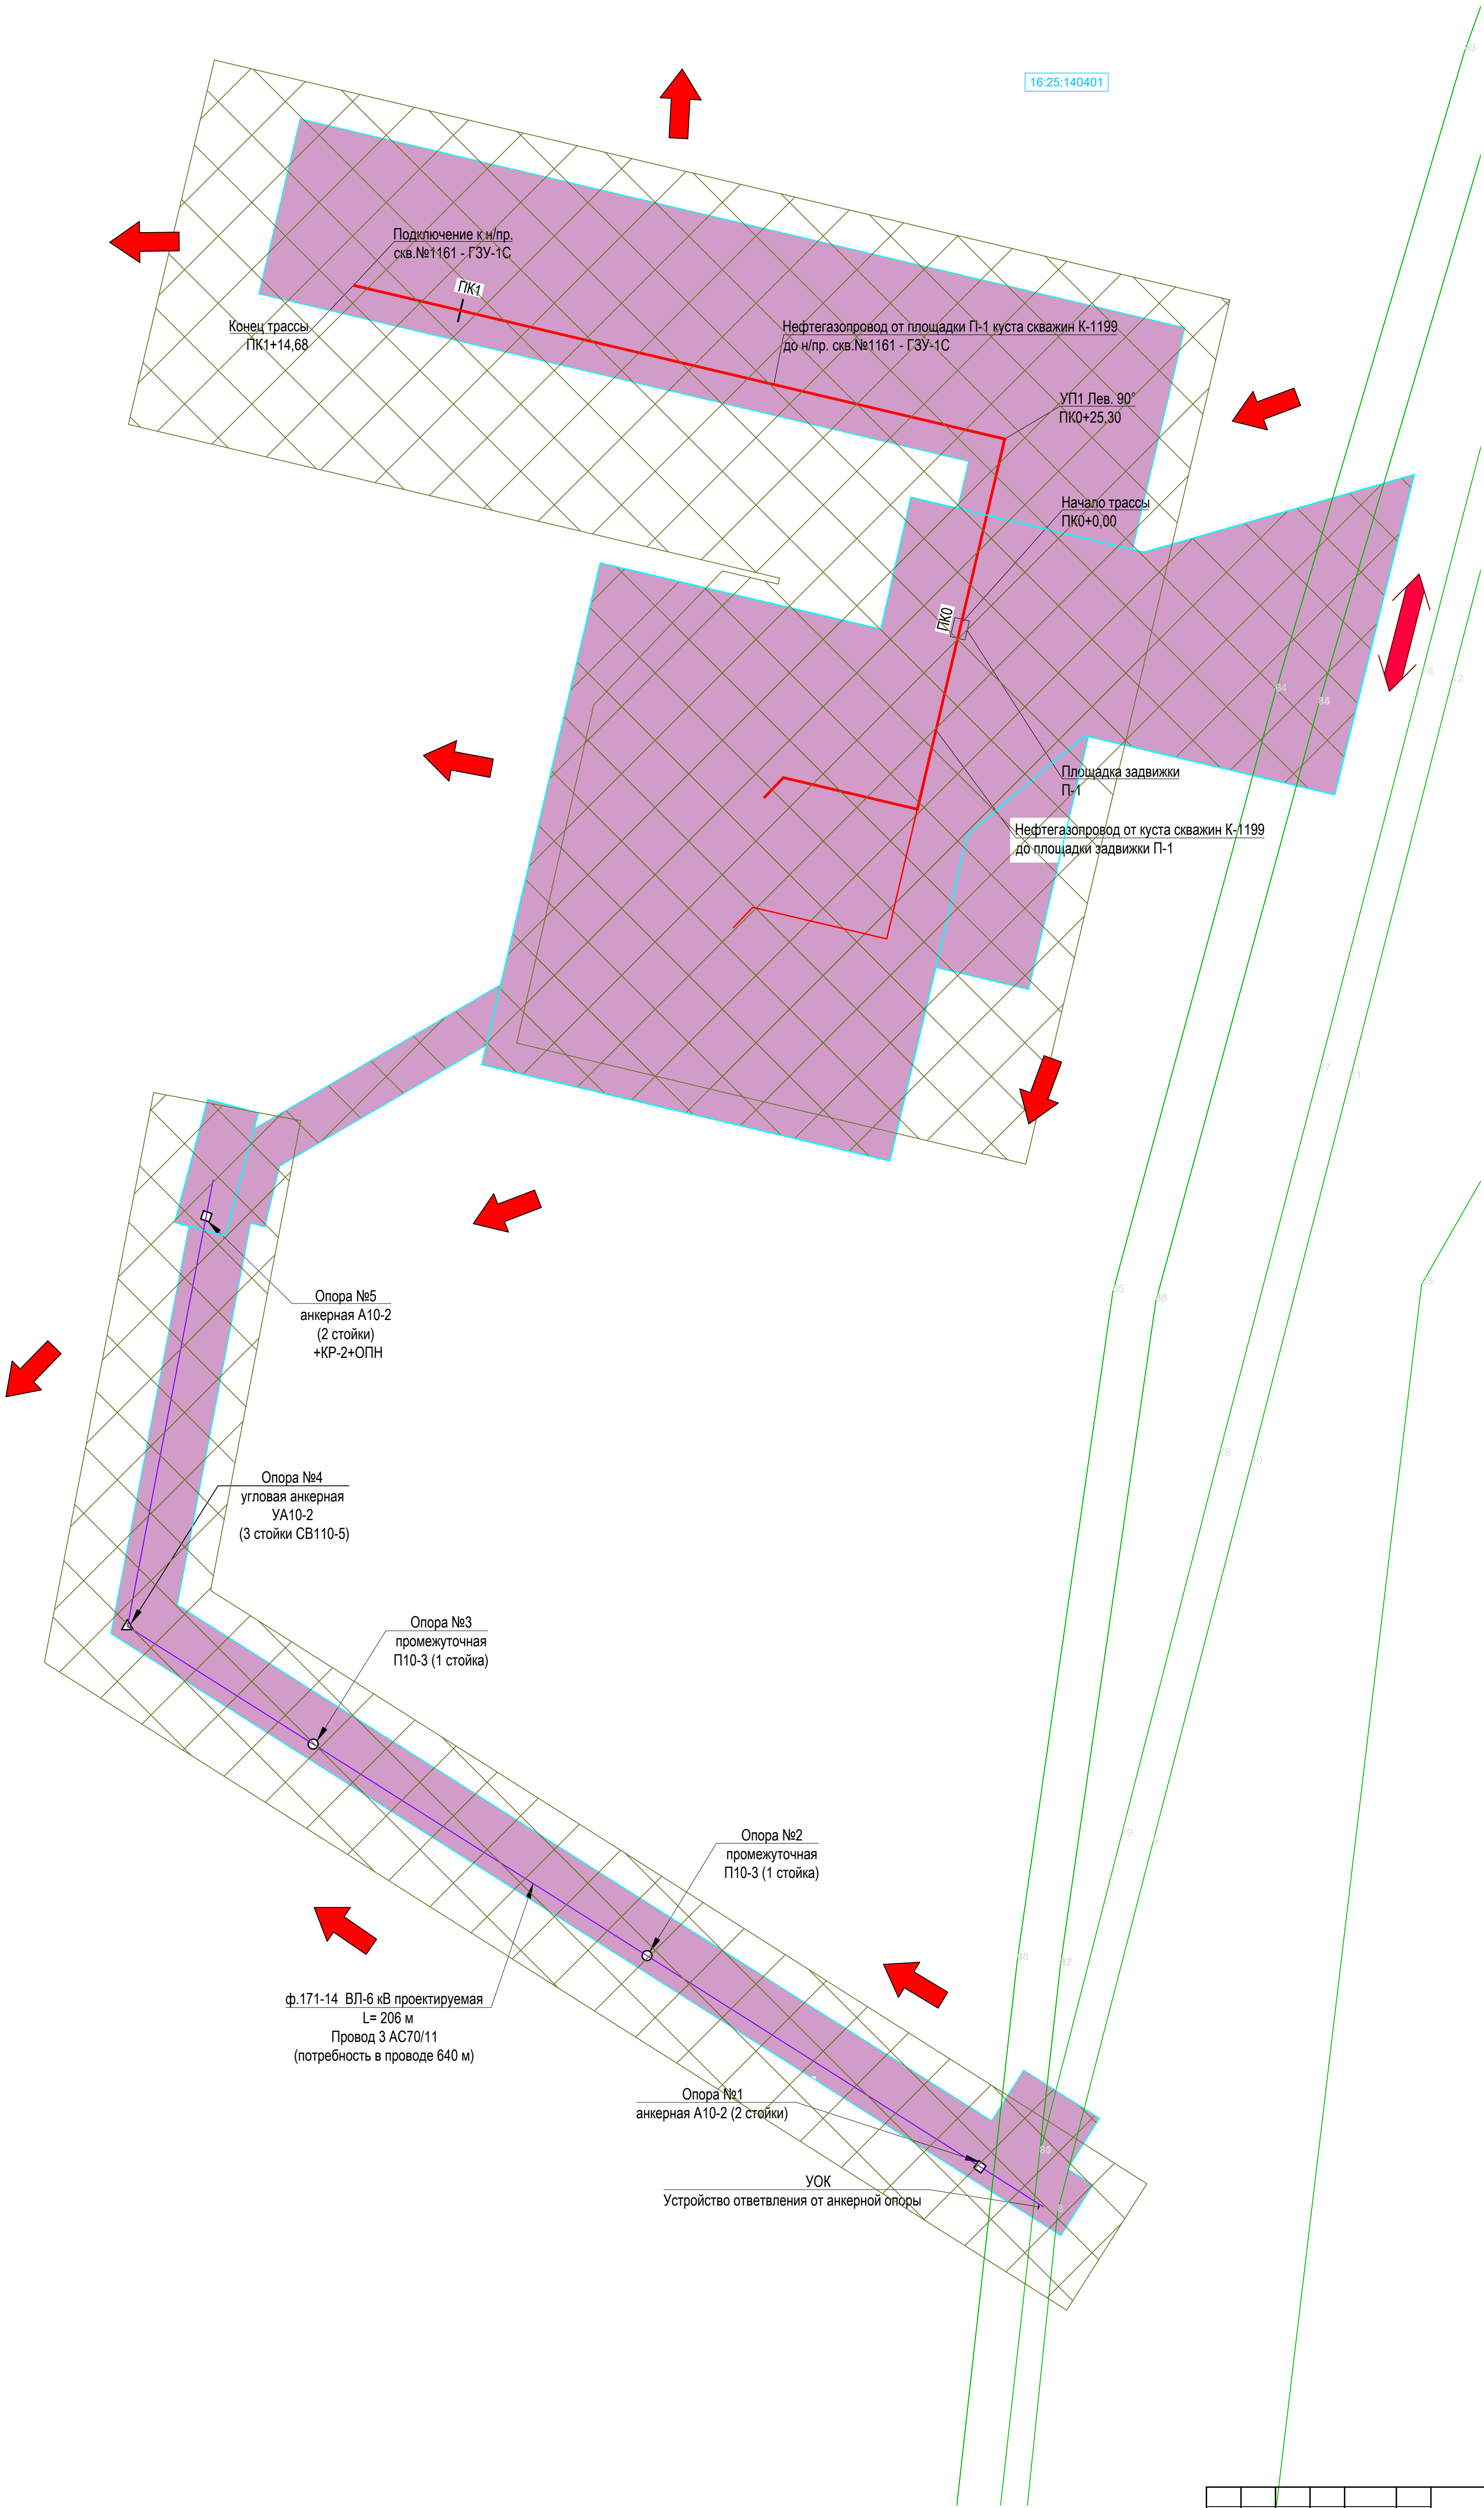 16:25:140401
Подключение к н/пр.
скв.№1161 - ГЗУ-1С
ПК1
Конец трассы
ПК1+14,68
Нефтегазопровод от площадки П-1 куста скважин К-1199
до н/пр. скв.№1161 - ГЗУ-1С
УП1 Лев. 90°
ПК0+25,30
Начало трассы
ПК0+0,00
ПК0
Площадка задвижки
П-1
Нефтегазопровод от куста скважин К-1199
до площадки задвижки П-1
Опора №5
анкерная А10-2
(2 стойки)
+КР-2+ОПН
Опора №4
угловая анкерная
УА10-2
(3 стойки СВ110-5)
Опора №3
промежуточная
П10-3 (1 стойка)
Опора №2
промежуточная
П10-3 (1 стойка)
ф.171-14 ВЛ-6 кВ проектируемая
L= 206 м
Провод 3 АС70/11
(потребность в проводе 640 м)
Опора №1
анкерная А10-2 (2 стойки)
УОК
Устройство ответвления от анкерной опоры